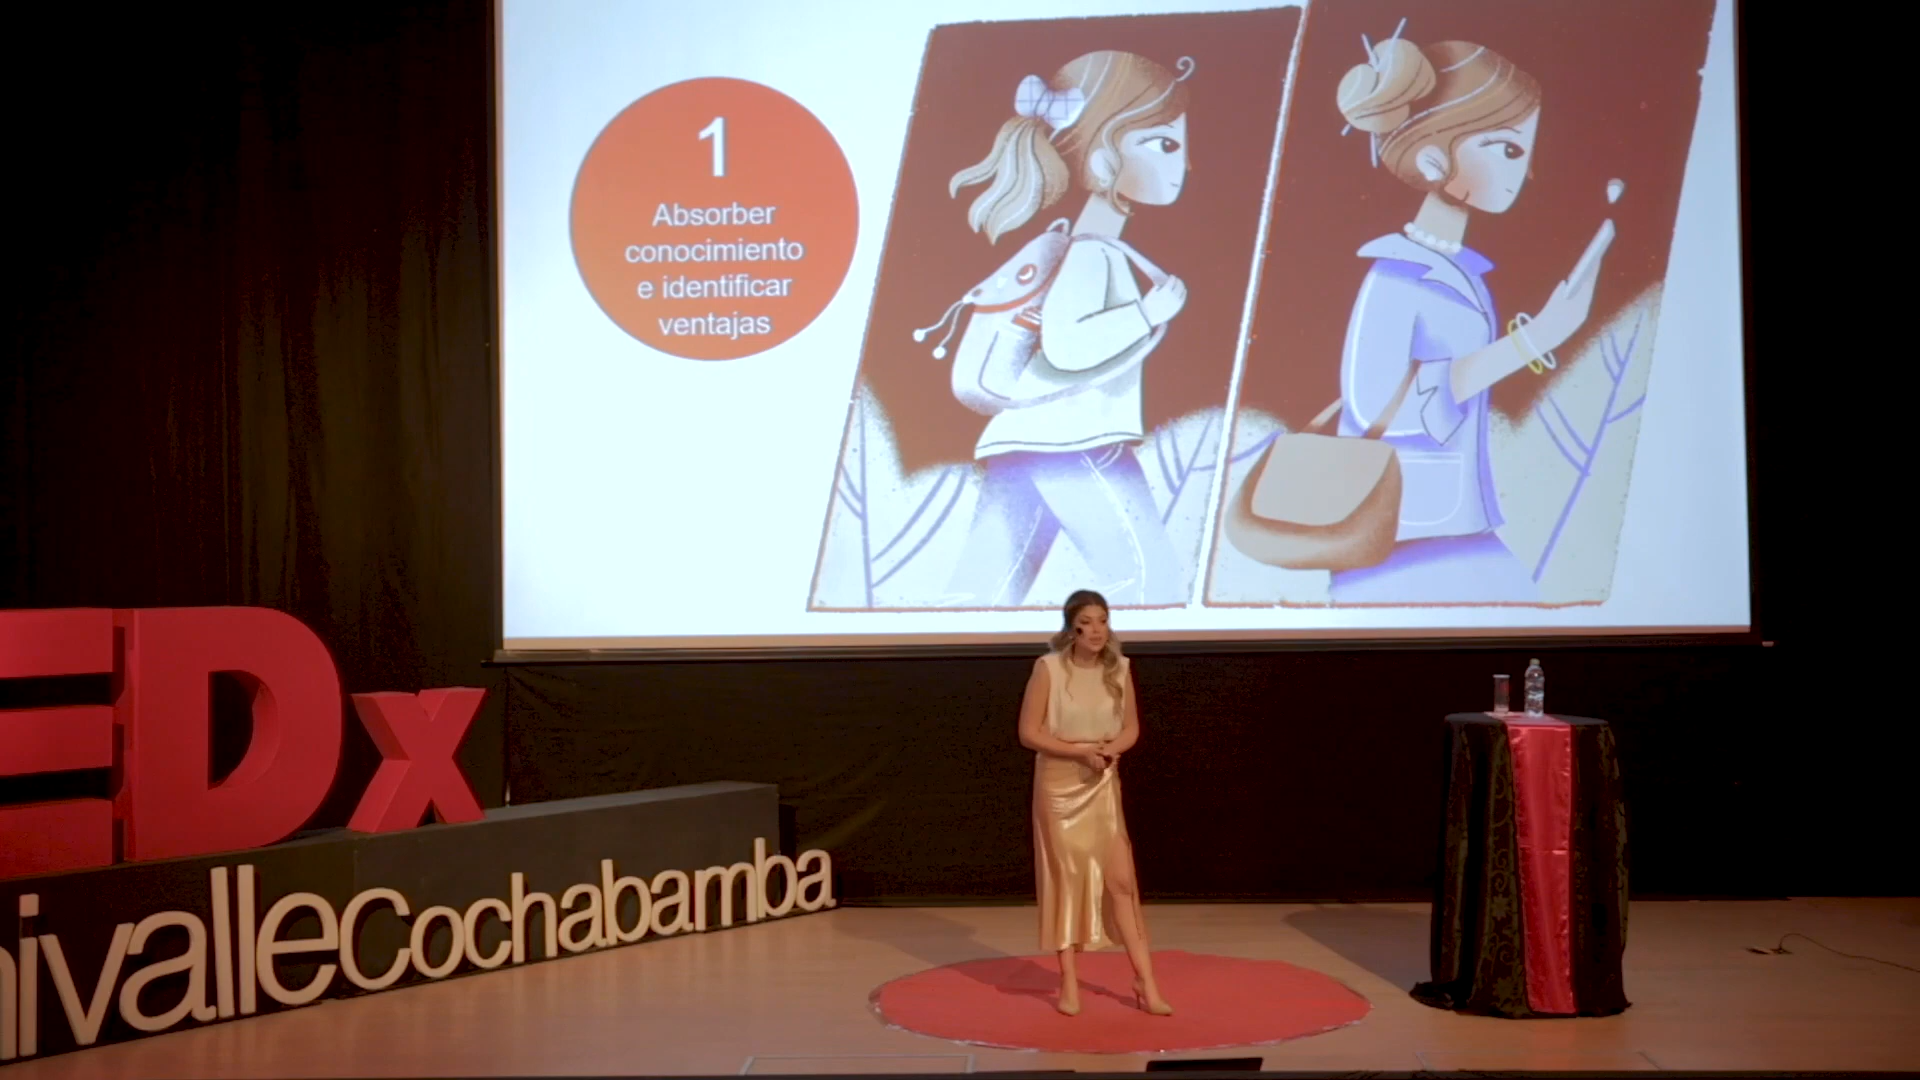 1
Absorber
conocimiento
e identificar
ventajas
EDx
nivalleCochabamba